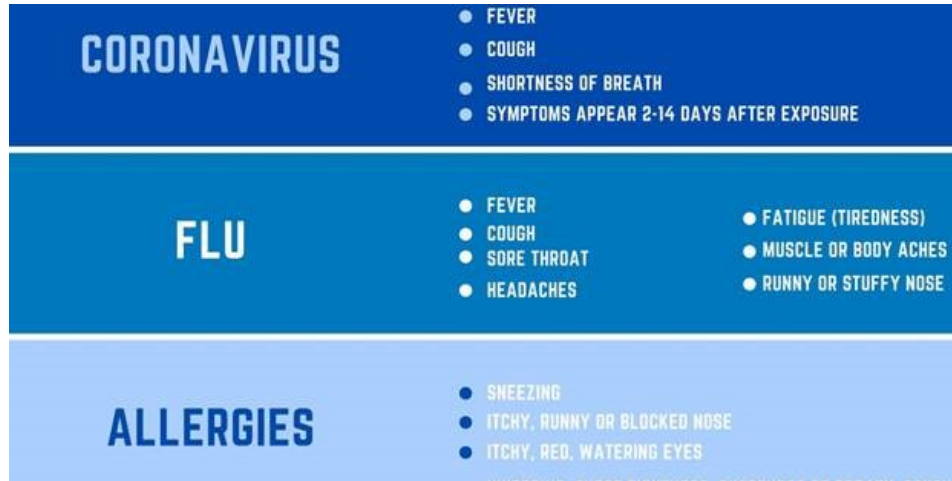 CORONAVIRUS
FEVER
COUGH
SHORTNESS OF BREATH
SYMPTOMS APPEAR 2-14 DAYS AFTER EXPOSURE
FLU
FEVER
COUGH
SORE THROAT
HEADACHES
FATIGUE (TIREDNESS)
MUSCLE OR BODY ACHES
RUNNY OR STUFFY NOSE
ALLERGIES
SNEEZING
ITCHY, RUNNY OR BLOCKED NOSE
ITCHY, RED, WATERING EYES